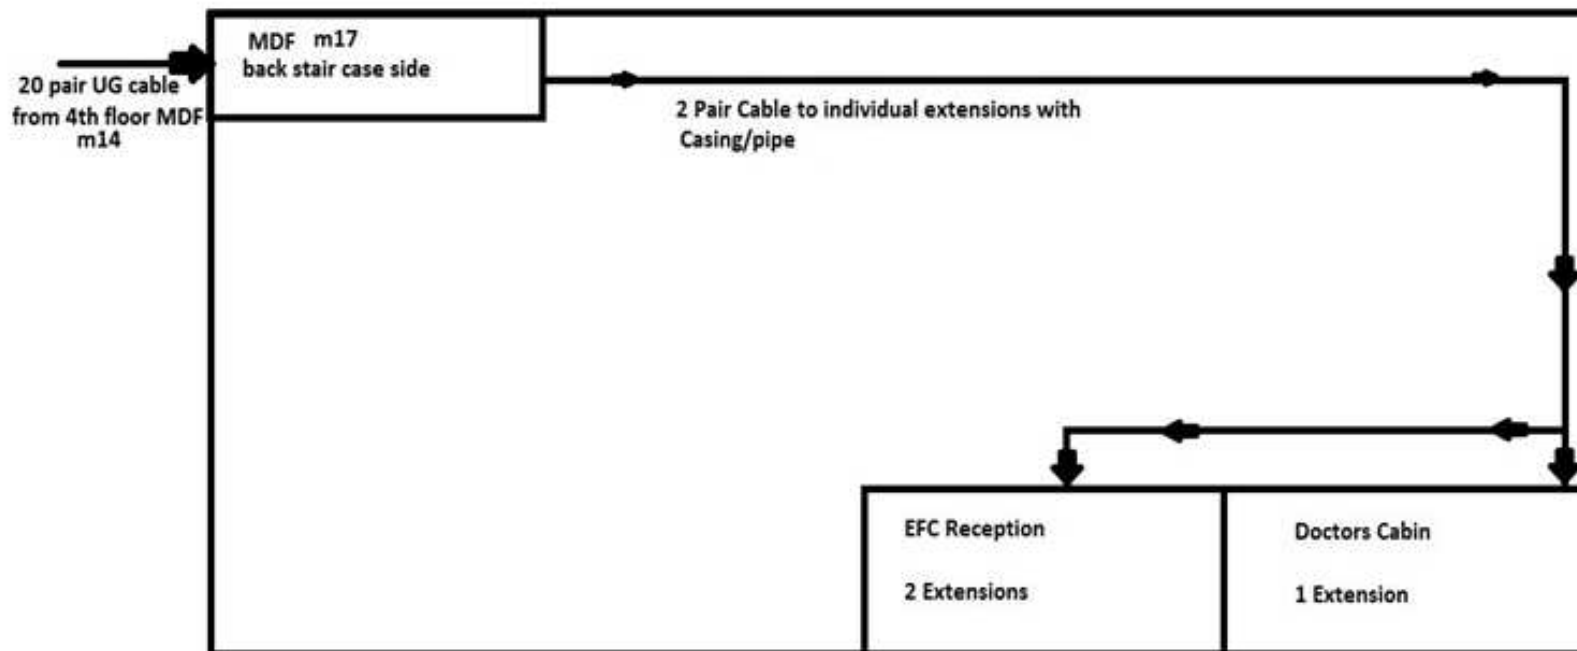 MDF m17
back stair case side
20 pair UG cable
from 4th floor MDF
m14
2 Pair Cable to individual extensions with
Casing/pipe
EFC Reception
2 Extensions
Doctors Cabin
1 Extension